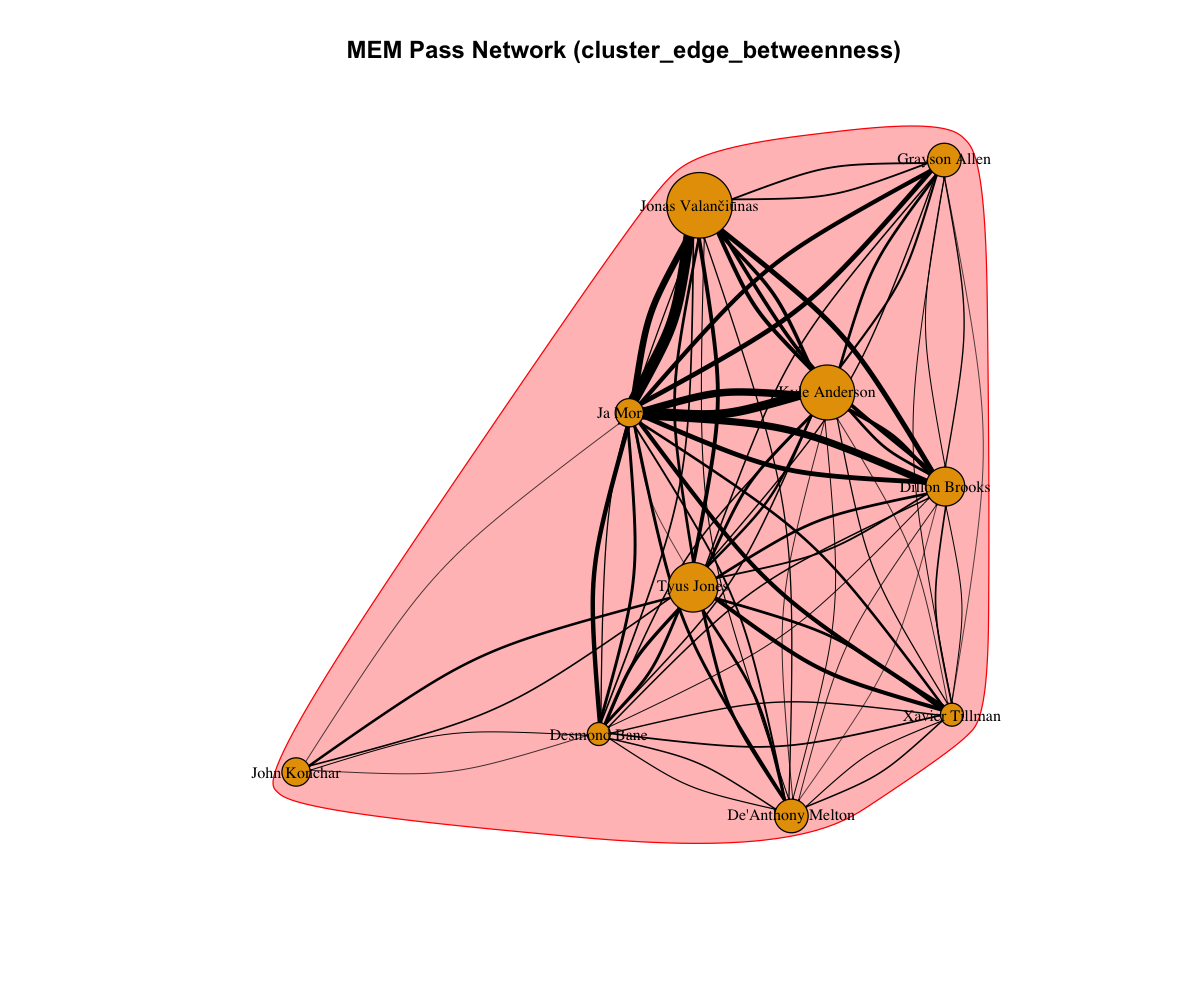 MEM Pass Network (cluster_edge_betweenness)
Grayson Allen
Jonas Valančiūnas
Kyle Anderson
Ja Mor
Dillon Brooks
Tyus Jones
Xavier Tillman
Desmond Bane
John Konchar
De'Anthony Melton